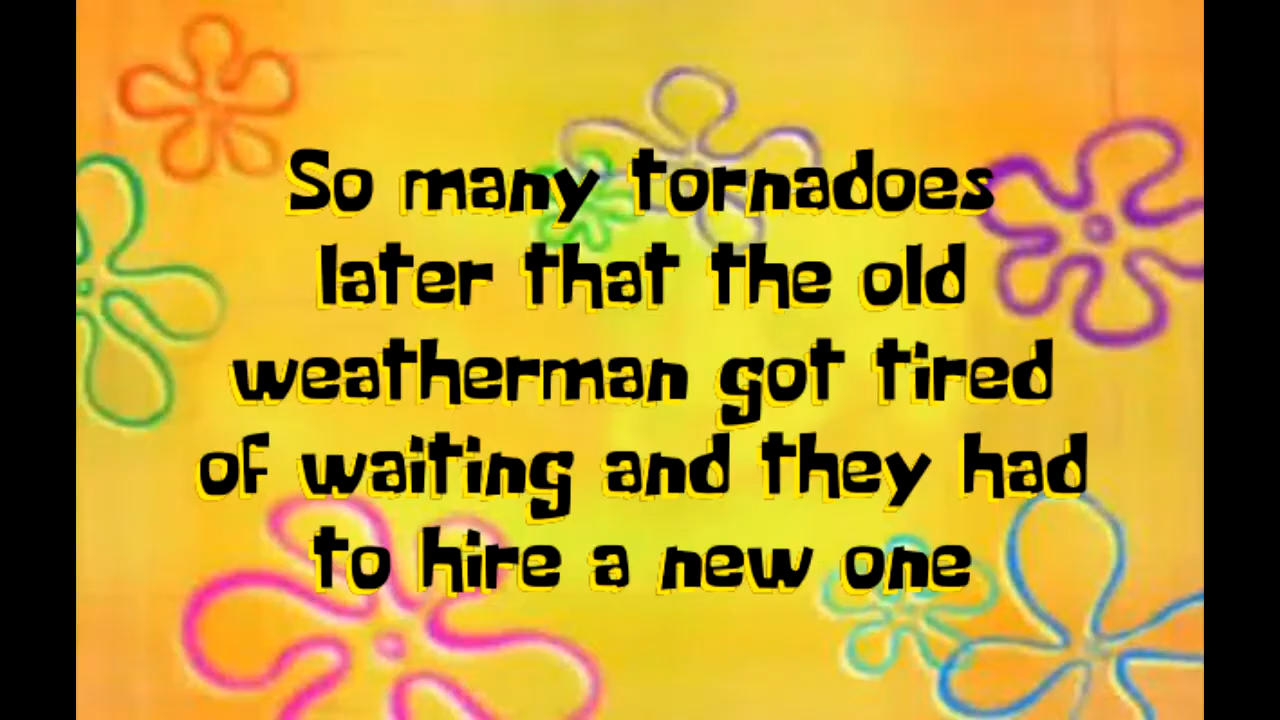 So many tornadoes
later that the old
weatherman got tired
of waiting and they had
to hire a new one